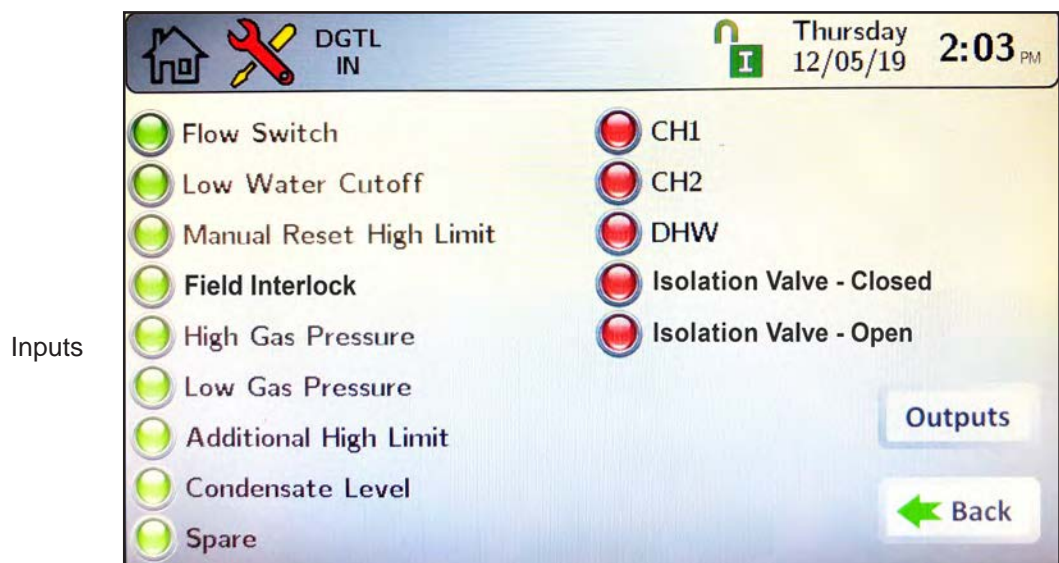 DGTL
IN
Thursday
12/05/19
2:03 PM
I
Flow Switch
Low Water Cutoff
Manual Reset High Limit
Field Interlock
High Gas Pressure
Low Gas Pressure
Additional High Limit
Condensate Level
Spare
CH1
CH2
DHW
Isolation Valve - Closed
Isolation Valve - Open
Inputs
Outputs
Back